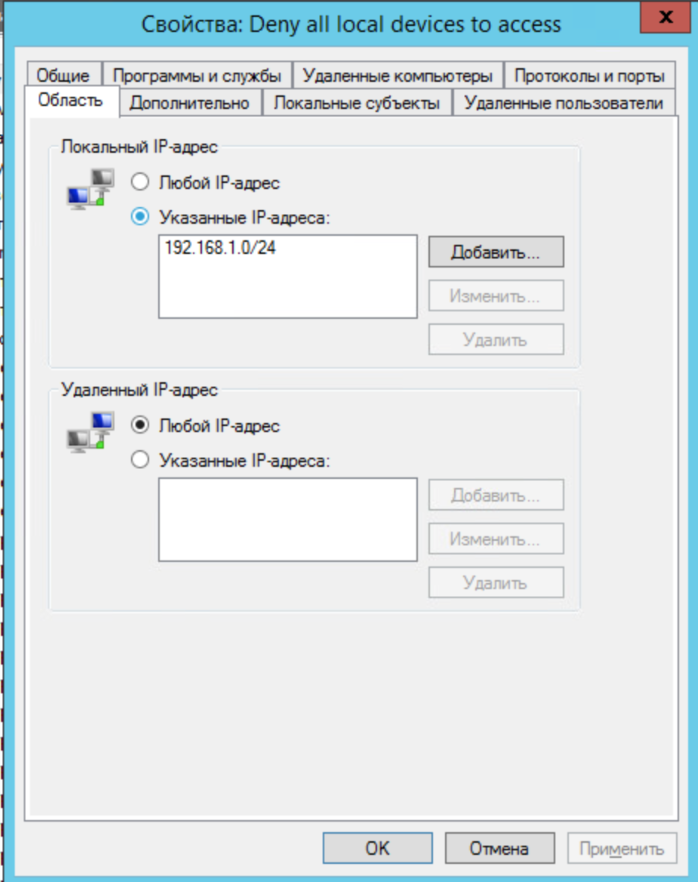 Свойства: Deny all local devices to access
x
Общие
Программы и службы
Удаленные компьютеры
Протоколы и порты
Область
Дополнительно
Локальные субъекты
Удаленные пользователи
Локальный IP-адрес
Любой IP-адрес
Указанные IP-адреса:
192.168.1.0/24
Добавить...
Изменить...
Удалить
Удаленный IP-адрес
Любой IP-адрес
Указанные IP-адреса:
Добавить...
Изменить...
Удалить
OK
Отмена
Применить